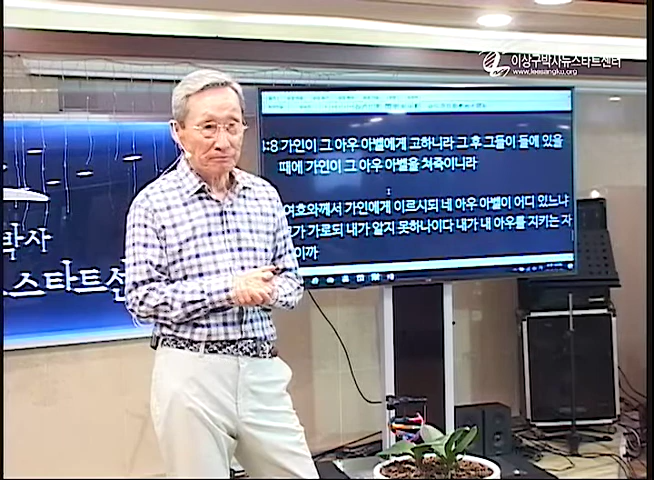 이상구박사뉴스타트센터
www.leesangku.org
:8 가인이 그 아우 아벨에게 고하니라 그 후 그들이 들에 있을
때에 가인이 그 아우 아벨을 쳐죽이니라
여호와께서 가인에게 이르시되 네 아우 아벨이 어디 있느냐
가 가로되 내가 알지 못하나이다 내가 내 아우를 지키는 자
이까
박사
스타트센